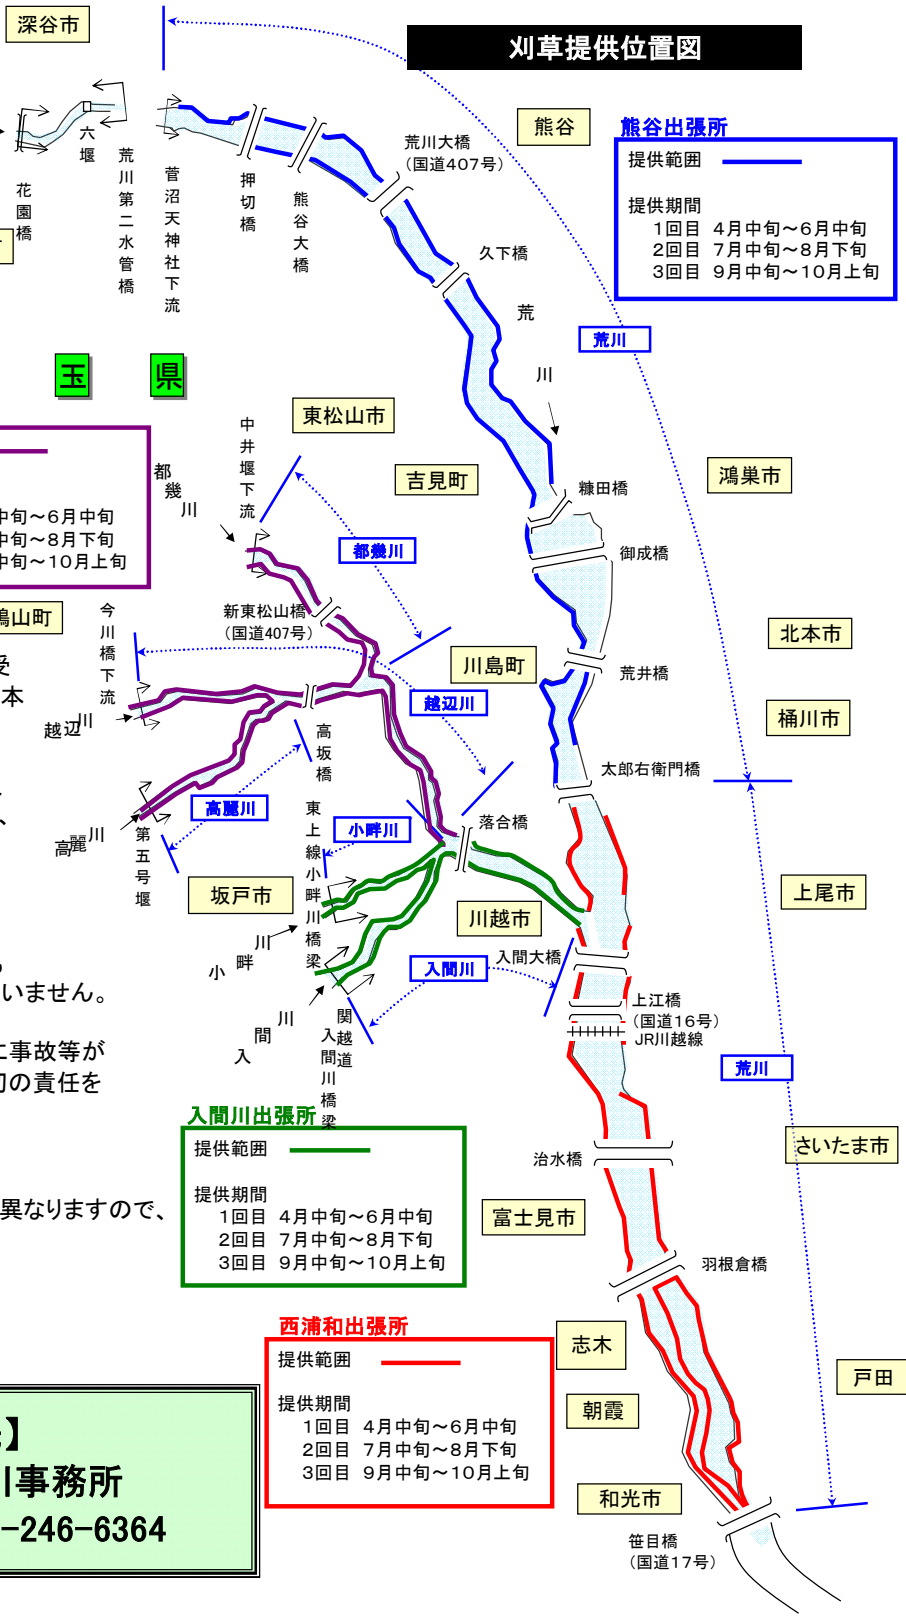 深谷市
刈草提供位置図
熊谷
熊谷出張所
提供範囲
提供期間
1回目 4月中旬～6月中旬
2回目 7月中旬～8月下旬
3回目 9月中旬～10月上旬
荒川大橋
(国道407号)
六堰
花園橋
荒川第二水管橋
菅沼天神社下流
押切橋
熊谷大橋
久下橋
荒川
荒川
玉 県
東松山市
中井堰下流
都幾川
吉見町
鴻巣市
糠田橋
御成橋
都幾川
中旬～6月中旬
中旬～8月下旬
中旬～10月上旬
鳩山町
今川橋下流
新東松山橋
(国道407号)
川島町
荒井橋
北本市
桶川市
受
本
越辺川
越辺川
高坂橋
太郎右衛門橋
高麗川
高麗川
第五号堰
東上線小畔川橋梁
小畔川
落合橋
坂戸市
川越市
上尾市
小畔川
入間川
入間大橋
上江橋
(国道16号)
JR川越線
いません。
入間川
関越道入間川橋梁
事故等が
の責任を
荒川
入間川出張所
提供範囲
提供期間
1回目 4月中旬～6月中旬
2回目 7月中旬～8月下旬
3回目 9月中旬～10月上旬
治水橋
さいたま市
異なりますので、
富士見市
羽根倉橋
西浦和出張所
提供範囲
提供期間
1回目 4月中旬～6月中旬
2回目 7月中旬～8月下旬
3回目 9月中旬～10月上旬
志木
戸田
朝霞
和光市
】
川事務所
-246-6364
笹目橋
(国道17号)